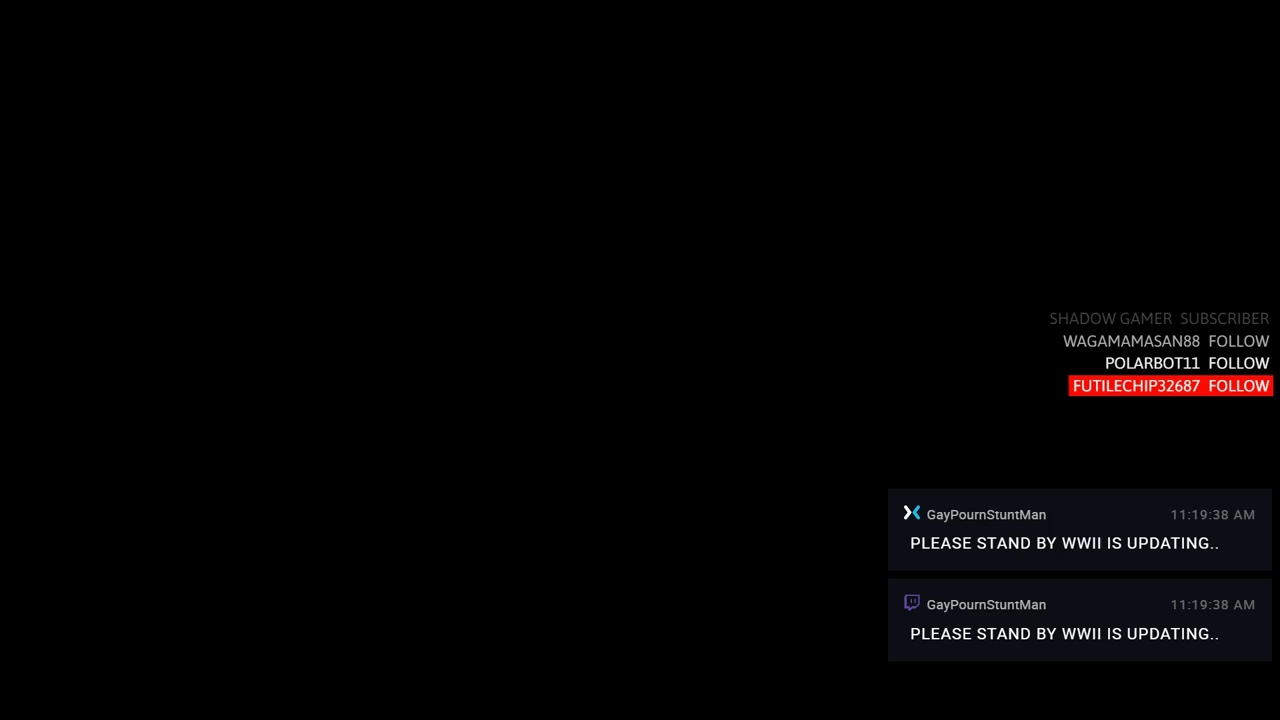 SHADOW GAMER SUBSCRIBER
WAGAMAMASAN88 FOLLOW
POLARBOT11 FOLLOW
FUTILECHIP32687 FOLLOW
GayPournStuntMan 11:19:38 AM
PLEASE STAND BY WWII IS UPDATING..
GayPournStuntMan 11:19:38 AM
PLEASE STAND BY WWII IS UPDATING..